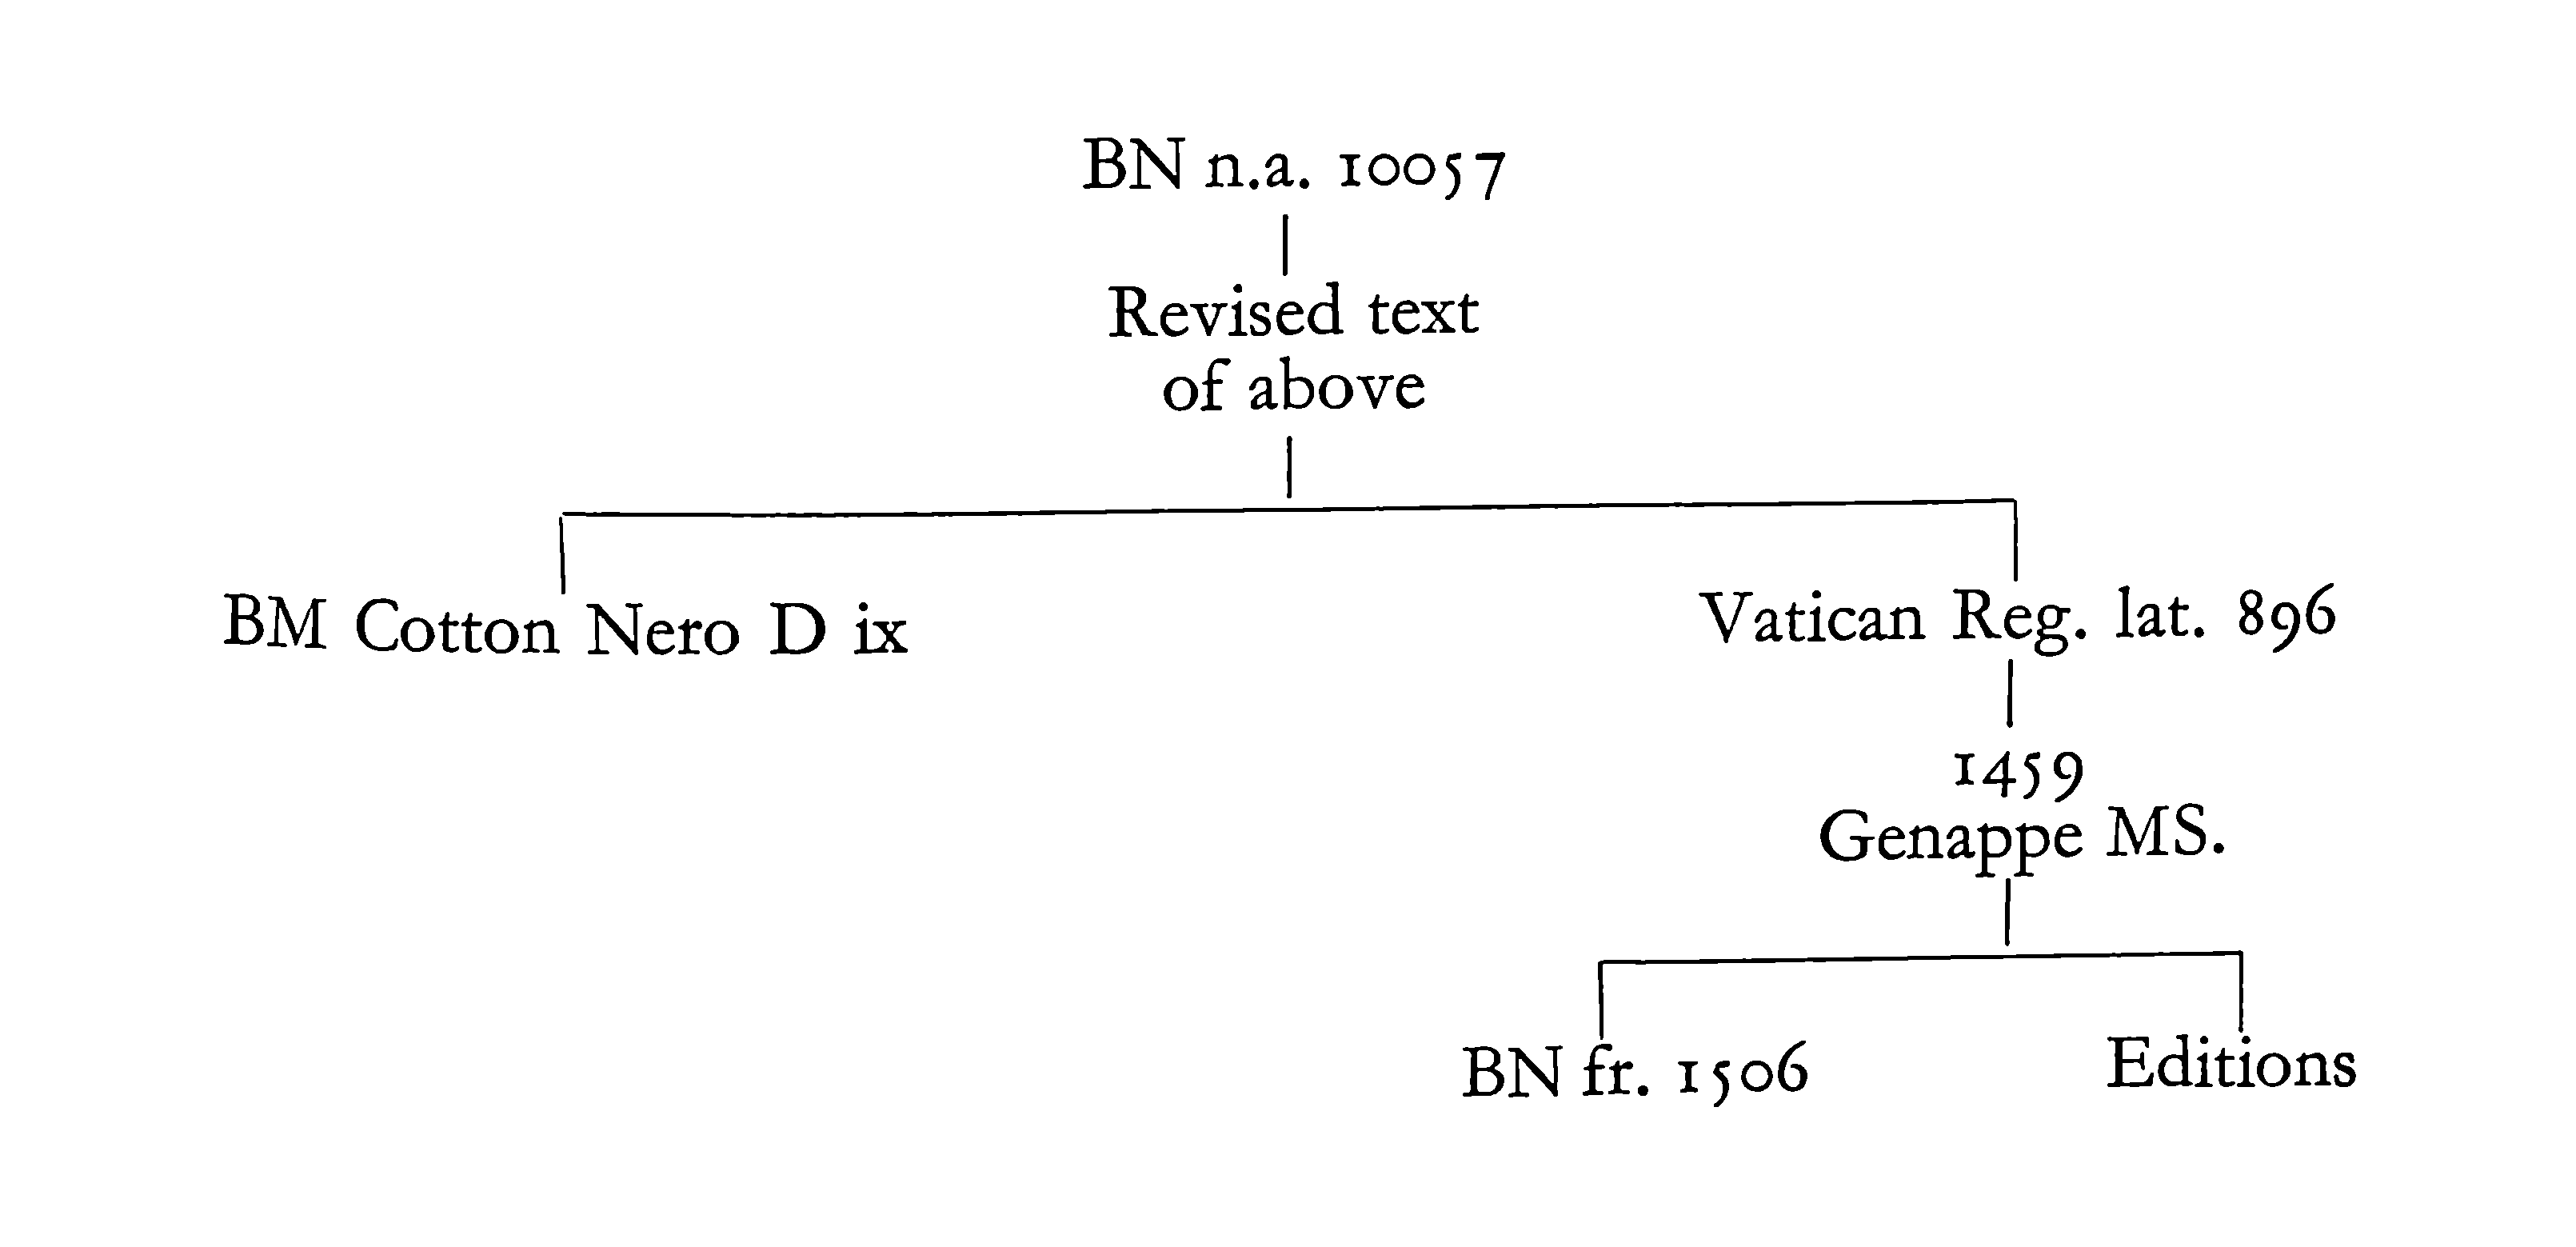 BN n.a. 10057
Revised text
of above
BM Cotton Nero D ix
Vatican Reg. lat. 896
1459
Genappe MS.
BN fr. 1506
Editions